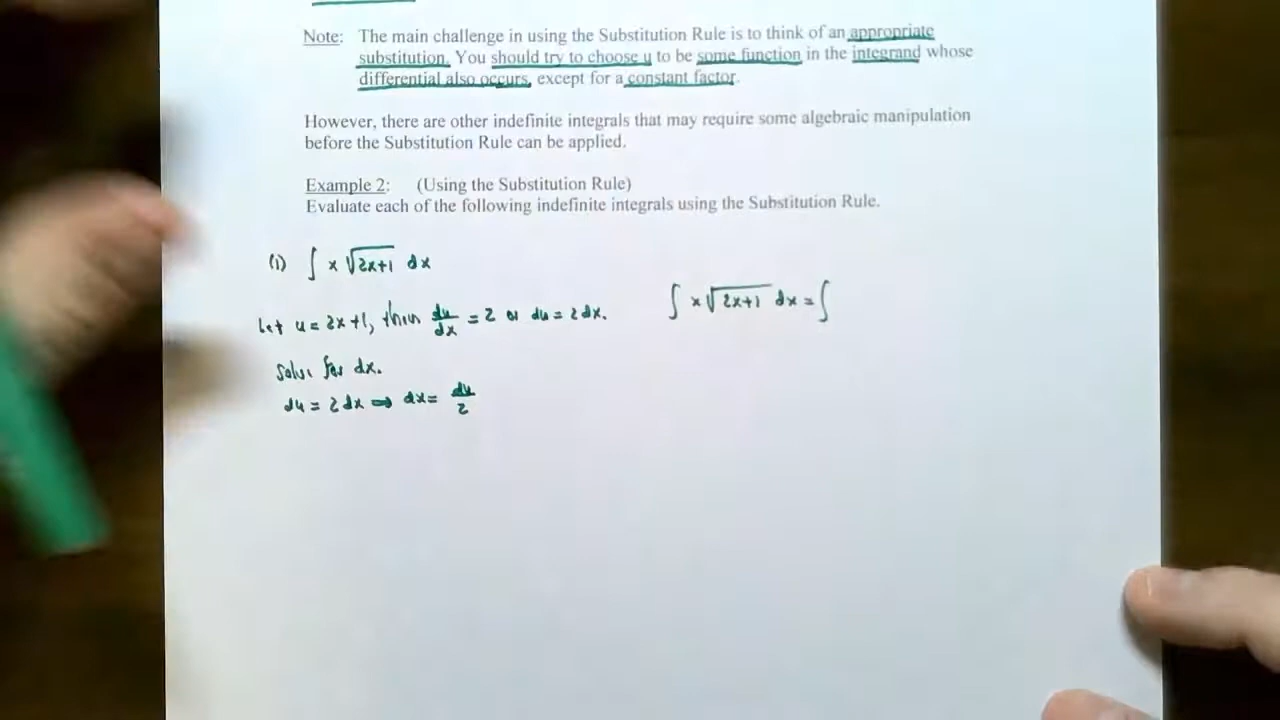 Note: The main challenge in using the Substitution Rule is to think of an appropriate
substitution. You should try to choose u to be some function in the integrand whose
differential also occurs, except for a constant factor.
However, there are other indefinite integrals that may require some algebraic manipulation
before the Substitution Rule can be applied.
Example 2: (Using the Substitution Rule)
Evaluate each of the following indefinite integrals using the Substitution Rule.
(1) ∫ x √(2x+1) dx
Let u = 2x+1, then du/dx = 2 or du = 2dx.
∫ x √(2x+1) dx = ∫
Solve for dx.
du = 2dx ⇒ dx = du/2